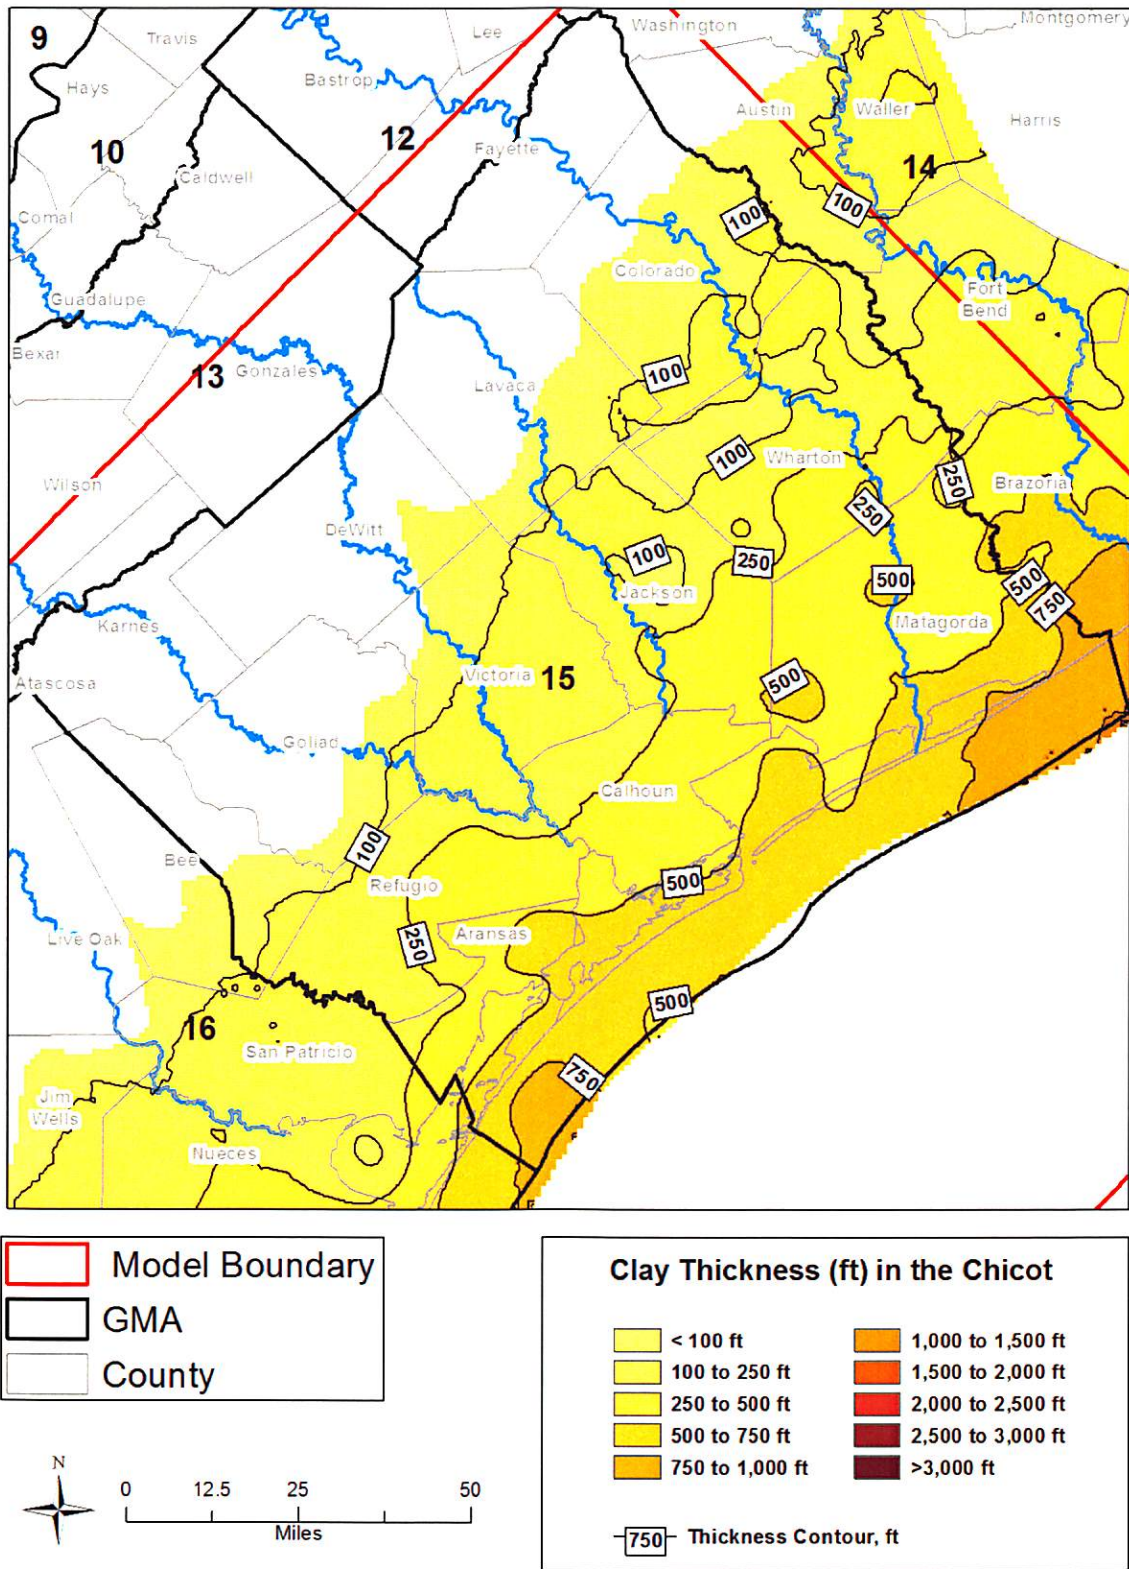 9
Travis
Lee
Washington
Montgomery
Hays
Bastrop
Austin
Waller
Harris
10
12
Fayette
14
Caldwell
Comal
100
100
Colorado
Guadalupe
Fort
Bend
Bexar
13
Gonzales
Lavaca
100
100
Wharton
Wilson
250
Brazoria
250
DeWitt
100
250
500
500
Jackson
750
Karnes
Matagorda
Victoria
15
500
Atascosa
Goliad
Calhoun
100
Bee
Refugio
500
Live Oak
250
Aransas
500
16
San Patricio
750
Jim
Wells
Nueces
Model Boundary
GMA
County
N
0 12.5 25 50
Miles
Clay Thickness (ft) in the Chicot
< 100 ft
100 to 250 ft
250 to 500 ft
500 to 750 ft
750 to 1,000 ft
1,000 to 1,500 ft
1,500 to 2,000 ft
2,000 to 2,500 ft
2,500 to 3,000 ft
>3,000 ft
750 Thickness Contour, ft